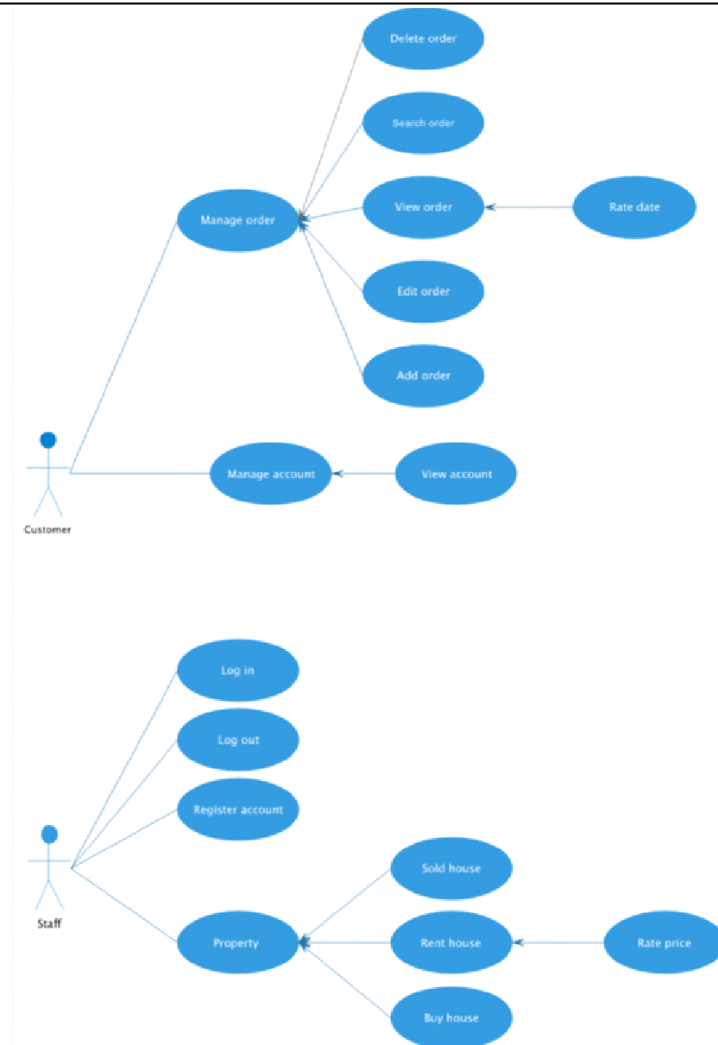 Delete order
Search order
Manage order
View order
Rate date
Edit order
Add order
Manage account
View account
Customer
Log in
Log out
Register account
Sold house
Staff
Property
Rent house
Rate price
Buy house